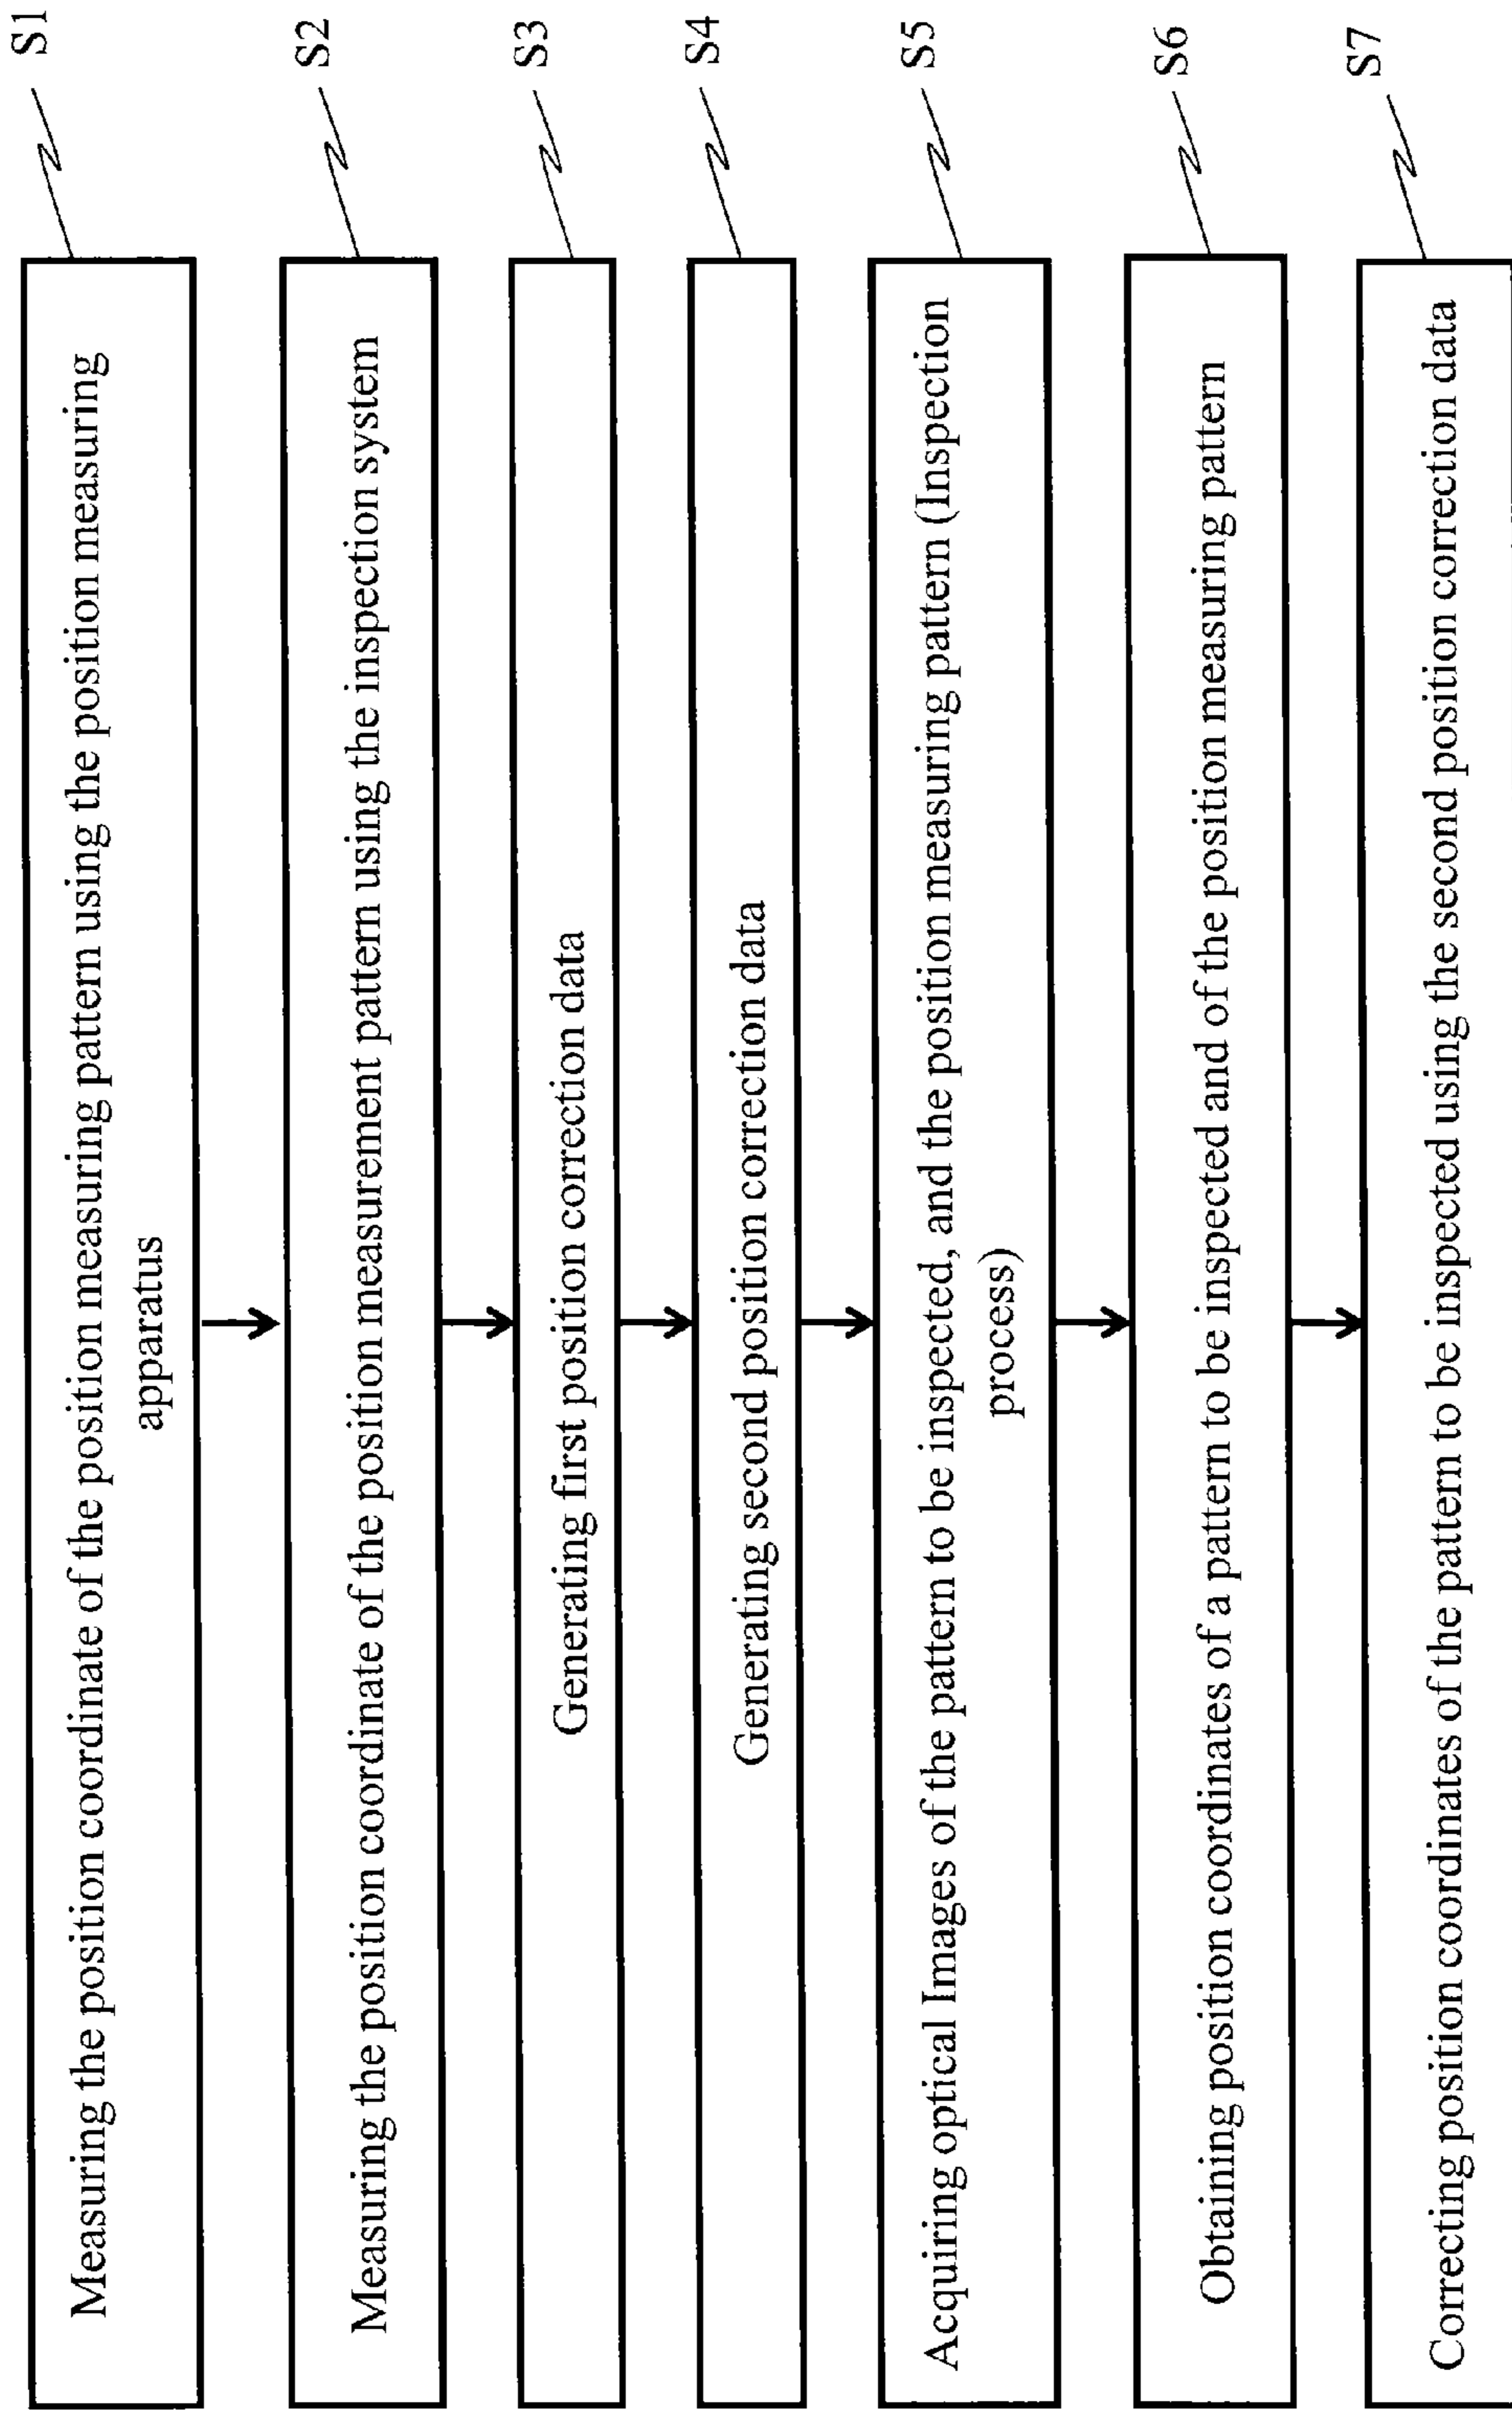 S1
Measuring the position coordinate of the position measuring pattern using the position measuring
apparatus
S2
Measuring the position coordinate of the position measurement pattern using the inspection system
S3
Generating first position correction data
S4
Generating second position correction data
S5
Acquiring optical Images of the pattern to be inspected, and the position measuring pattern (Inspection
process)
S6
Obtaining position coordinates of a pattern to be inspected and of the position measuring pattern
S7
Correcting position coordinates of the pattern to be inspected using the second position correction data